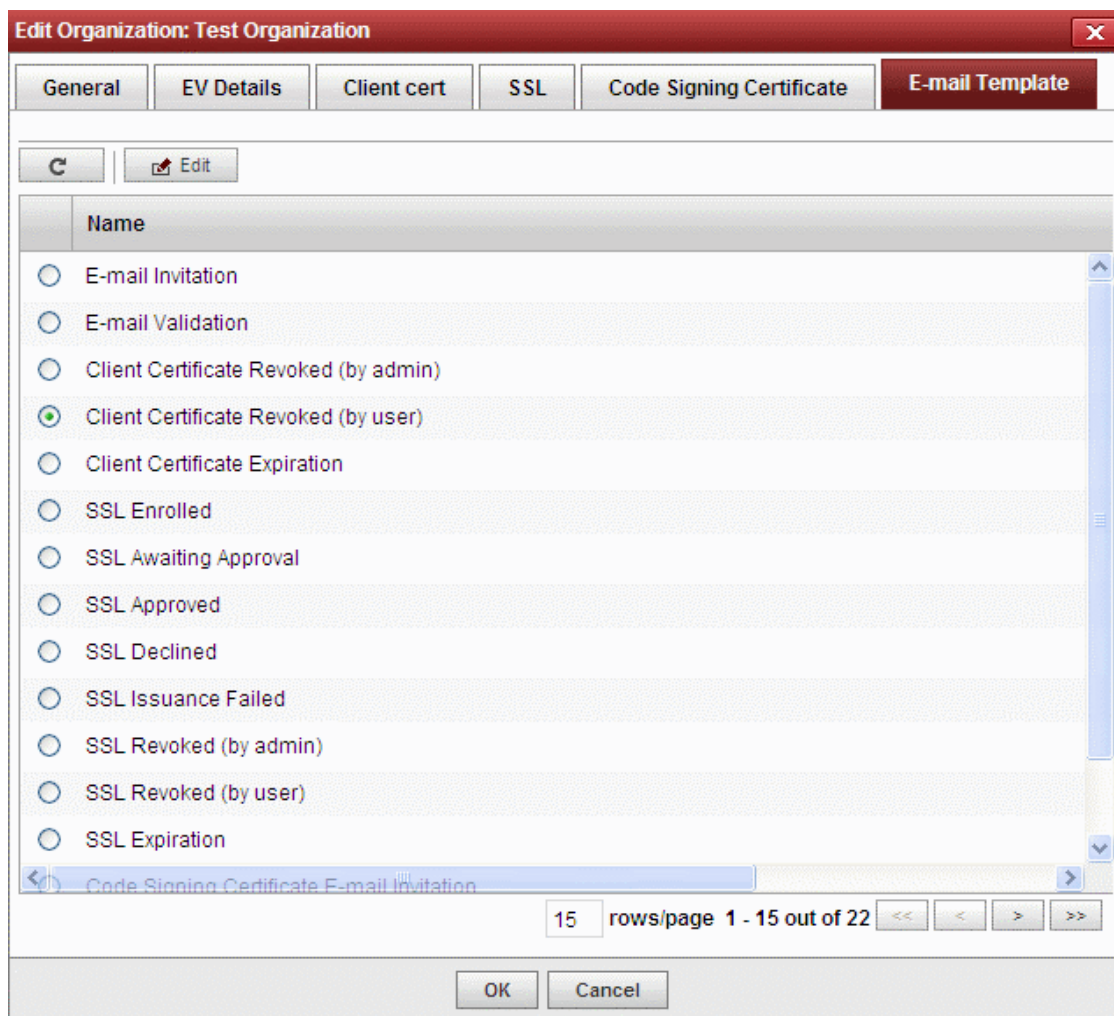 Edit Organization: Test Organization
General EV Details Client cert SSL Code Signing Certificate E-mail Template
Edit
Name
E-mail Invitation
E-mail Validation
Client Certificate Revoked (by admin)
Client Certificate Revoked (by user)
Client Certificate Expiration
SSL Enrolled
SSL Awaiting Approval
SSL Approved
SSL Declined
SSL Issuance Failed
SSL Revoked (by admin)
SSL Revoked (by user)
SSL Expiration
Code Signing Certificate E-mail Invitation
15 rows/page 1 - 15 out of 22 << < > >>
OK Cancel